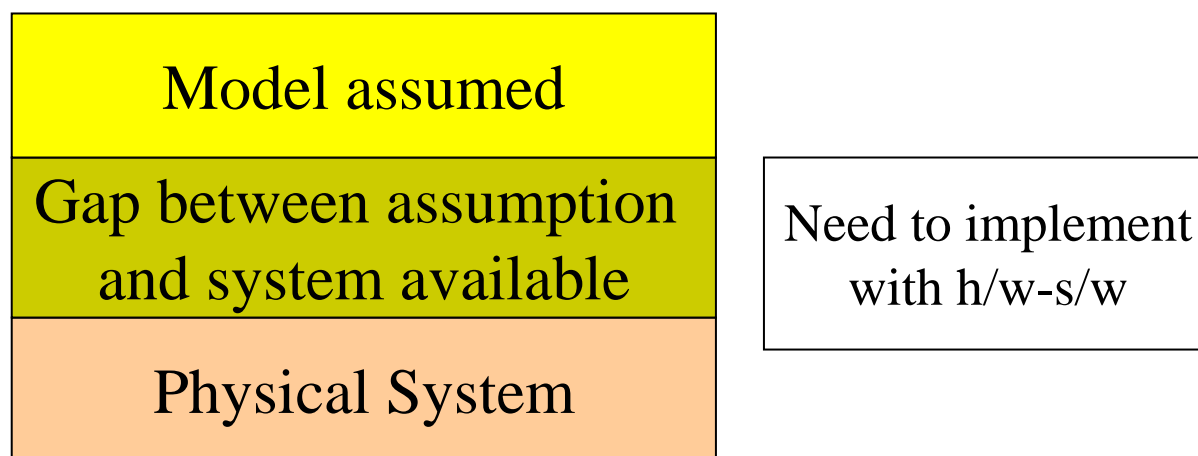 Model assumed
Gap between assumption
and system available
Physical System
Need to implement
with h/w-s/w